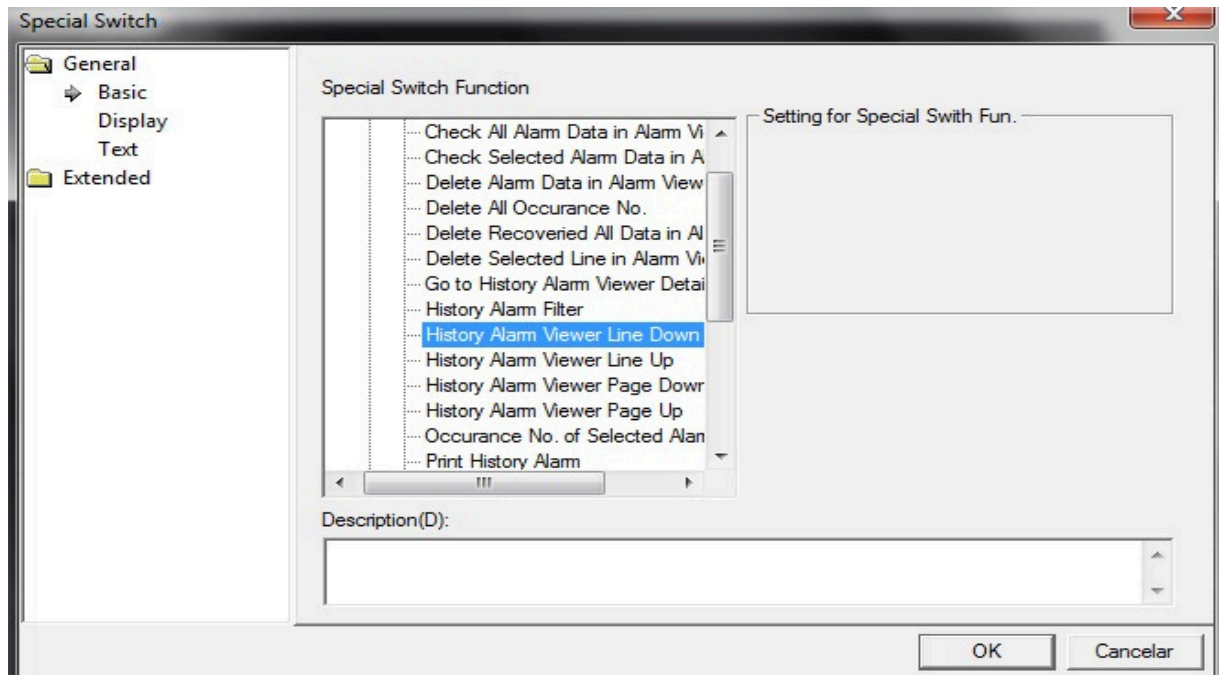 Special Switch
General
Basic
Display
Text
Extended
Special Switch Function
Check All Alarm Data in Alarm Vi
Check Selected Alarm Data in A
Delete Alarm Data in Alarm View
Delete All Occurance No.
Delete Recoveried All Data in Al
Delete Selected Line in Alarm Vi
Go to History Alarm Viewer Detai
History Alarm Filter
History Alarm Viewer Line Down
History Alarm Viewer Line Up
History Alarm Viewer Page Down
History Alarm Viewer Page Up
Occurance No. of Selected Alar
Print History Alarm
Setting for Special Swith Fun.
Description(D):
OK
Cancelar